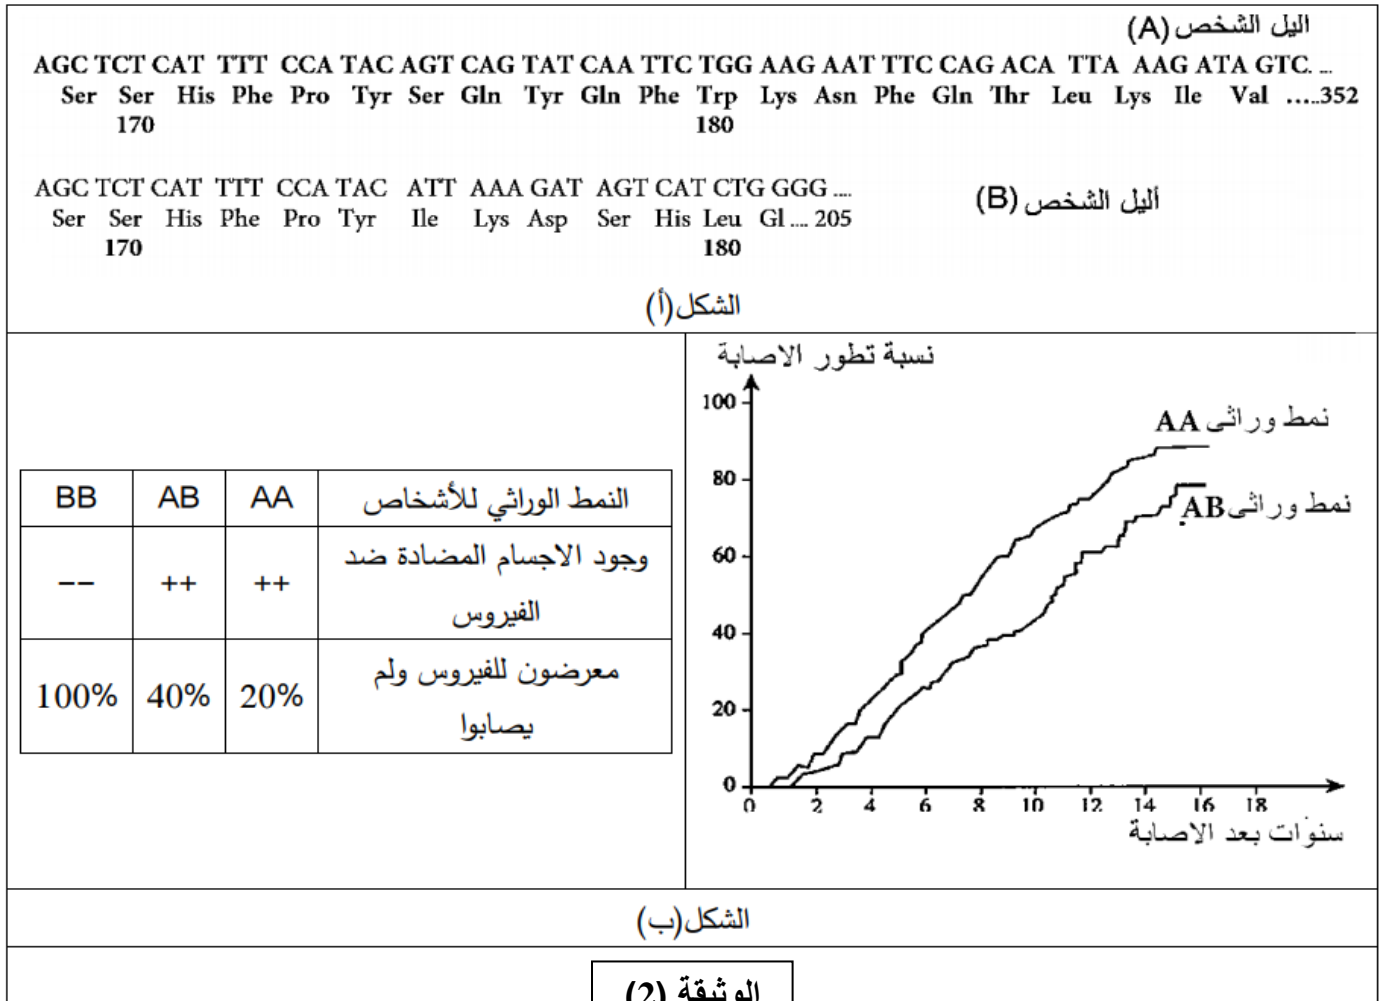 اليل الشخص (A)
AGC TCT CAT TTT CCA TAC AGT CAG TAT CAA TTC TGG AAG AAT TTC CAG ACA TTA AAG ATA GTC. ...
Ser Ser His Phe Pro Tyr Ser Gln Tyr Gln Phe Trp Lys Asn Phe Gln Thr Leu Lys Ile Val .....352
170 180
AGC TCT CAT TTT CCA TAC ATT AAA GAT AGT CAT CTG GGG ....
Ser Ser His Phe Pro Tyr Ile Lys Asp Ser His Leu Gl .... 205
170 180
أليل الشخص (B)
الشكل(أ)
النمط الوراثي للأشخاص AA AB BB
وجود الاجسام المضادة ضد الفيروس ++ ++ --
معرضون للفيروس ولم يصابوا 20% 40% 100%
نسبة تطور الاصابة
100
80
60
40
20
0
0 2 4 6 8 10 12 14 16 18
نمط وراثى AA
نمط وراثى AB
سنوات بعد الاصابة
الشكل(ب)
الوثيقة (2)